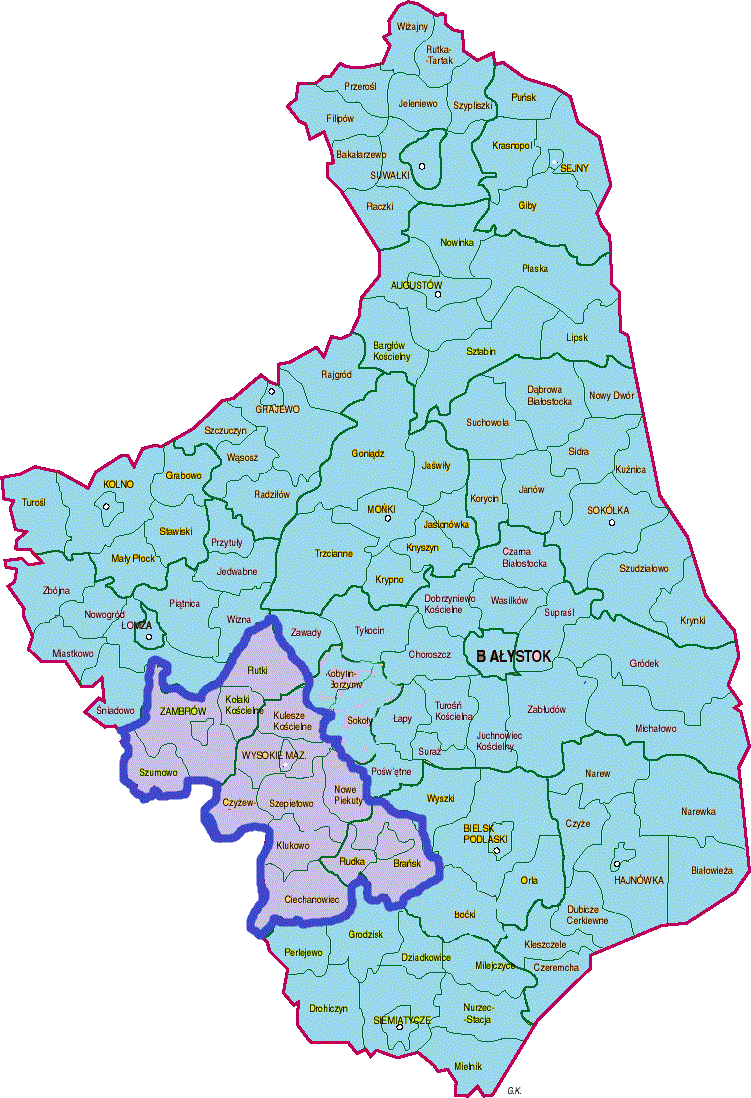 Wiżajny
Rutka-
-Tartak
Przerośl
Jeleniewo
Szypliszki
Puńsk
Filipów
Krasnopol
Bakałarzewo
SUWAŁKI
SEJNY
Raczki
Giby
Nowinka
Płaska
AUGUSTÓW
Lipsk
Bargłów
Kościelny
Sztabin
Rajgród
GRAJEWO
Dąbrowa
Białostocka
Nowy Dwór
Suchowola
Szczuczyn
Wąsosz
Goniądz
Jaświły
Sidra
Kuźnica
Grabowo
KOLNO
Radziłów
Korycin
Janów
Turośl
MOŃKI
SOKÓŁKA
Stawiski
Jasionówka
Przytuły
Knyszyn
Mały Płock
Trzcianne
Czarna
Białostocka
Szudziałowo
Jedwabne
Krypno
Zbójna
Piątnica
Dobrzyniewo
Kościelne
Wasilków
Supraśl
Nowogród
ŁOMŻA
Wizna
Zawady
Tykocin
Krynki
Miastkowo
Choroszcz
BIAŁYSTOK
Gródek
Rutki
Kobylin-
-Borzymy
Śniadowo
ZAMBRÓW
Kołaki
Kościelne
Kulesze
Kościelne
Sokoły
Łapy
Turośń
Kościelna
Zabłudów
Michałowo
Juchnowiec
Kościelny
Suraż
WYSOKIE MAZ.
Szumowo
Poświętne
Narew
Czyżew-
Szepietowo
Nowe
Piekuty
Wyszki
Narewka
BIELSK
PODLASKI
Czyże
Klukowo
Rudka
Brańsk
Białowieża
HAJNÓWKA
Orla
Ciechanowiec
Boćki
Dubicze
Cerkiewne
Grodzisk
Kleszczele
Perlejewo
Dziadkowice
Milejczyce
Czeremcha
Drohiczyn
SIEMIATYCZE
Nurzec-
-Stacja
Mielnik
G.K.